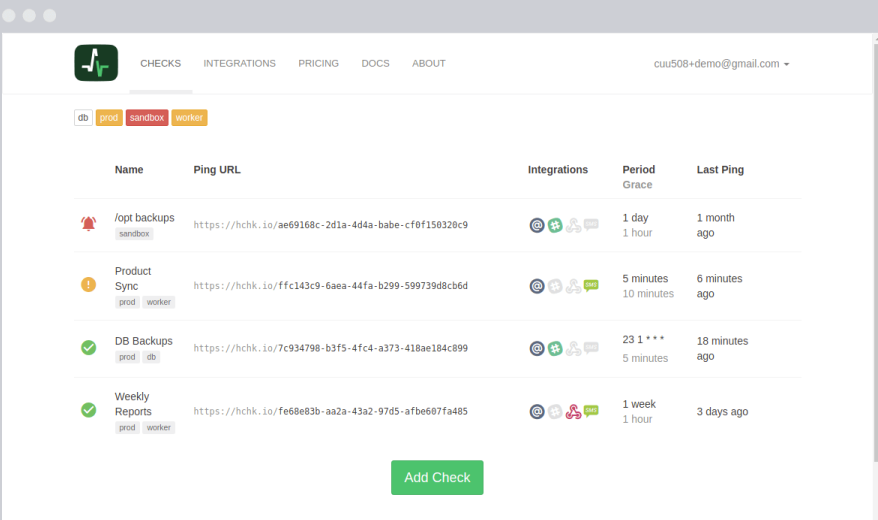 CHECKS INTEGRATIONS PRICING DOCS ABOUT cuu508+demo@gmail.com
db prod sandbox worker
Name Ping URL Integrations Period Last Ping
Grace
/opt backups https://hchk.io/ae69168c-2d1a-4d4a-babe-cf0f150320c9 @ SMS 1 day 1 month
sandbox 1 hour ago
Product
Sync https://hchk.io/ffc143c9-6aea-44fa-b299-599739d8cb6d @ SMS 5 minutes 6 minutes
prod worker 10 minutes ago
DB Backups https://hchk.io/7c934798-b3f5-4fc4-a373-418ae184c899 @ SMS 23 1 * * * 18 minutes
prod db 5 minutes ago
Weekly
Reports https://hchk.io/fe68e83b-aa2a-43a2-97d5-afbe607fa485 @ SMS 1 week 3 days ago
prod worker 1 hour
Add Check